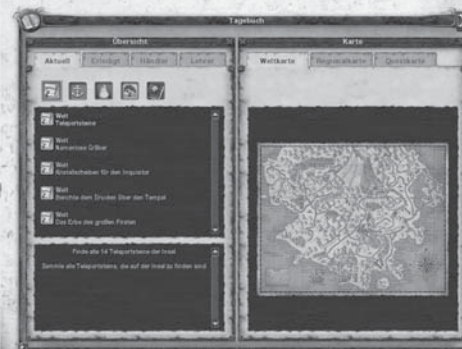 Tagebuch
Übersicht
Aktuell Erledigt Händler Lehrer
Welt
Teleportsteine
Welt
Namenlose Gräber
Welt
Kristallscheiben für den Inquisitor
Welt
Berichte dem Druiden über den Tempel
Welt
Das Erbe des großen Piraten
Finde alle 14 Teleportsteine der Insel
Sammle alle Teleportsteine, die auf der Insel zu finden sind
Karte
Weltkarte Regionalkarte Questkarte